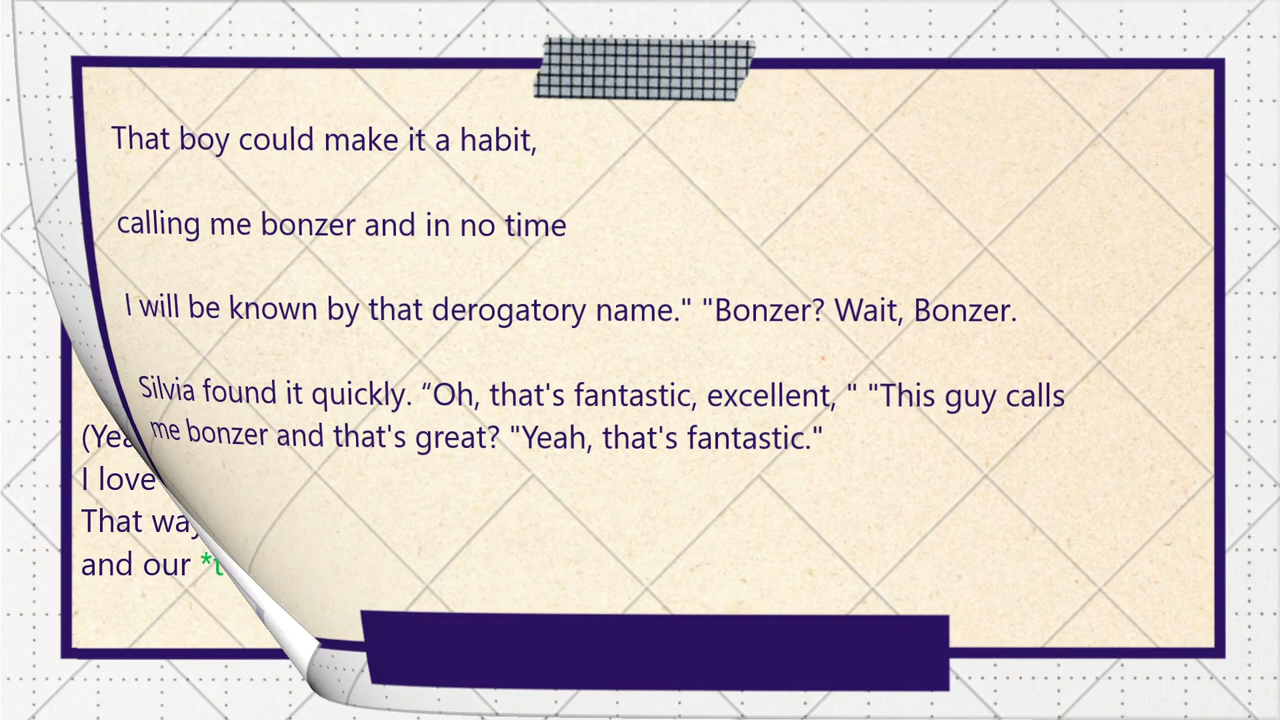 That boy could make it a habit,
calling me bonzer and in no time
I will be known by that derogatory name." "Bonzer? Wait, Bonzer.
Silvia found it quickly. “Oh, that's fantastic, excellent, " "This guy calls
me bonzer and that's great? "Yeah, that's fantastic."
I love
That way
and our